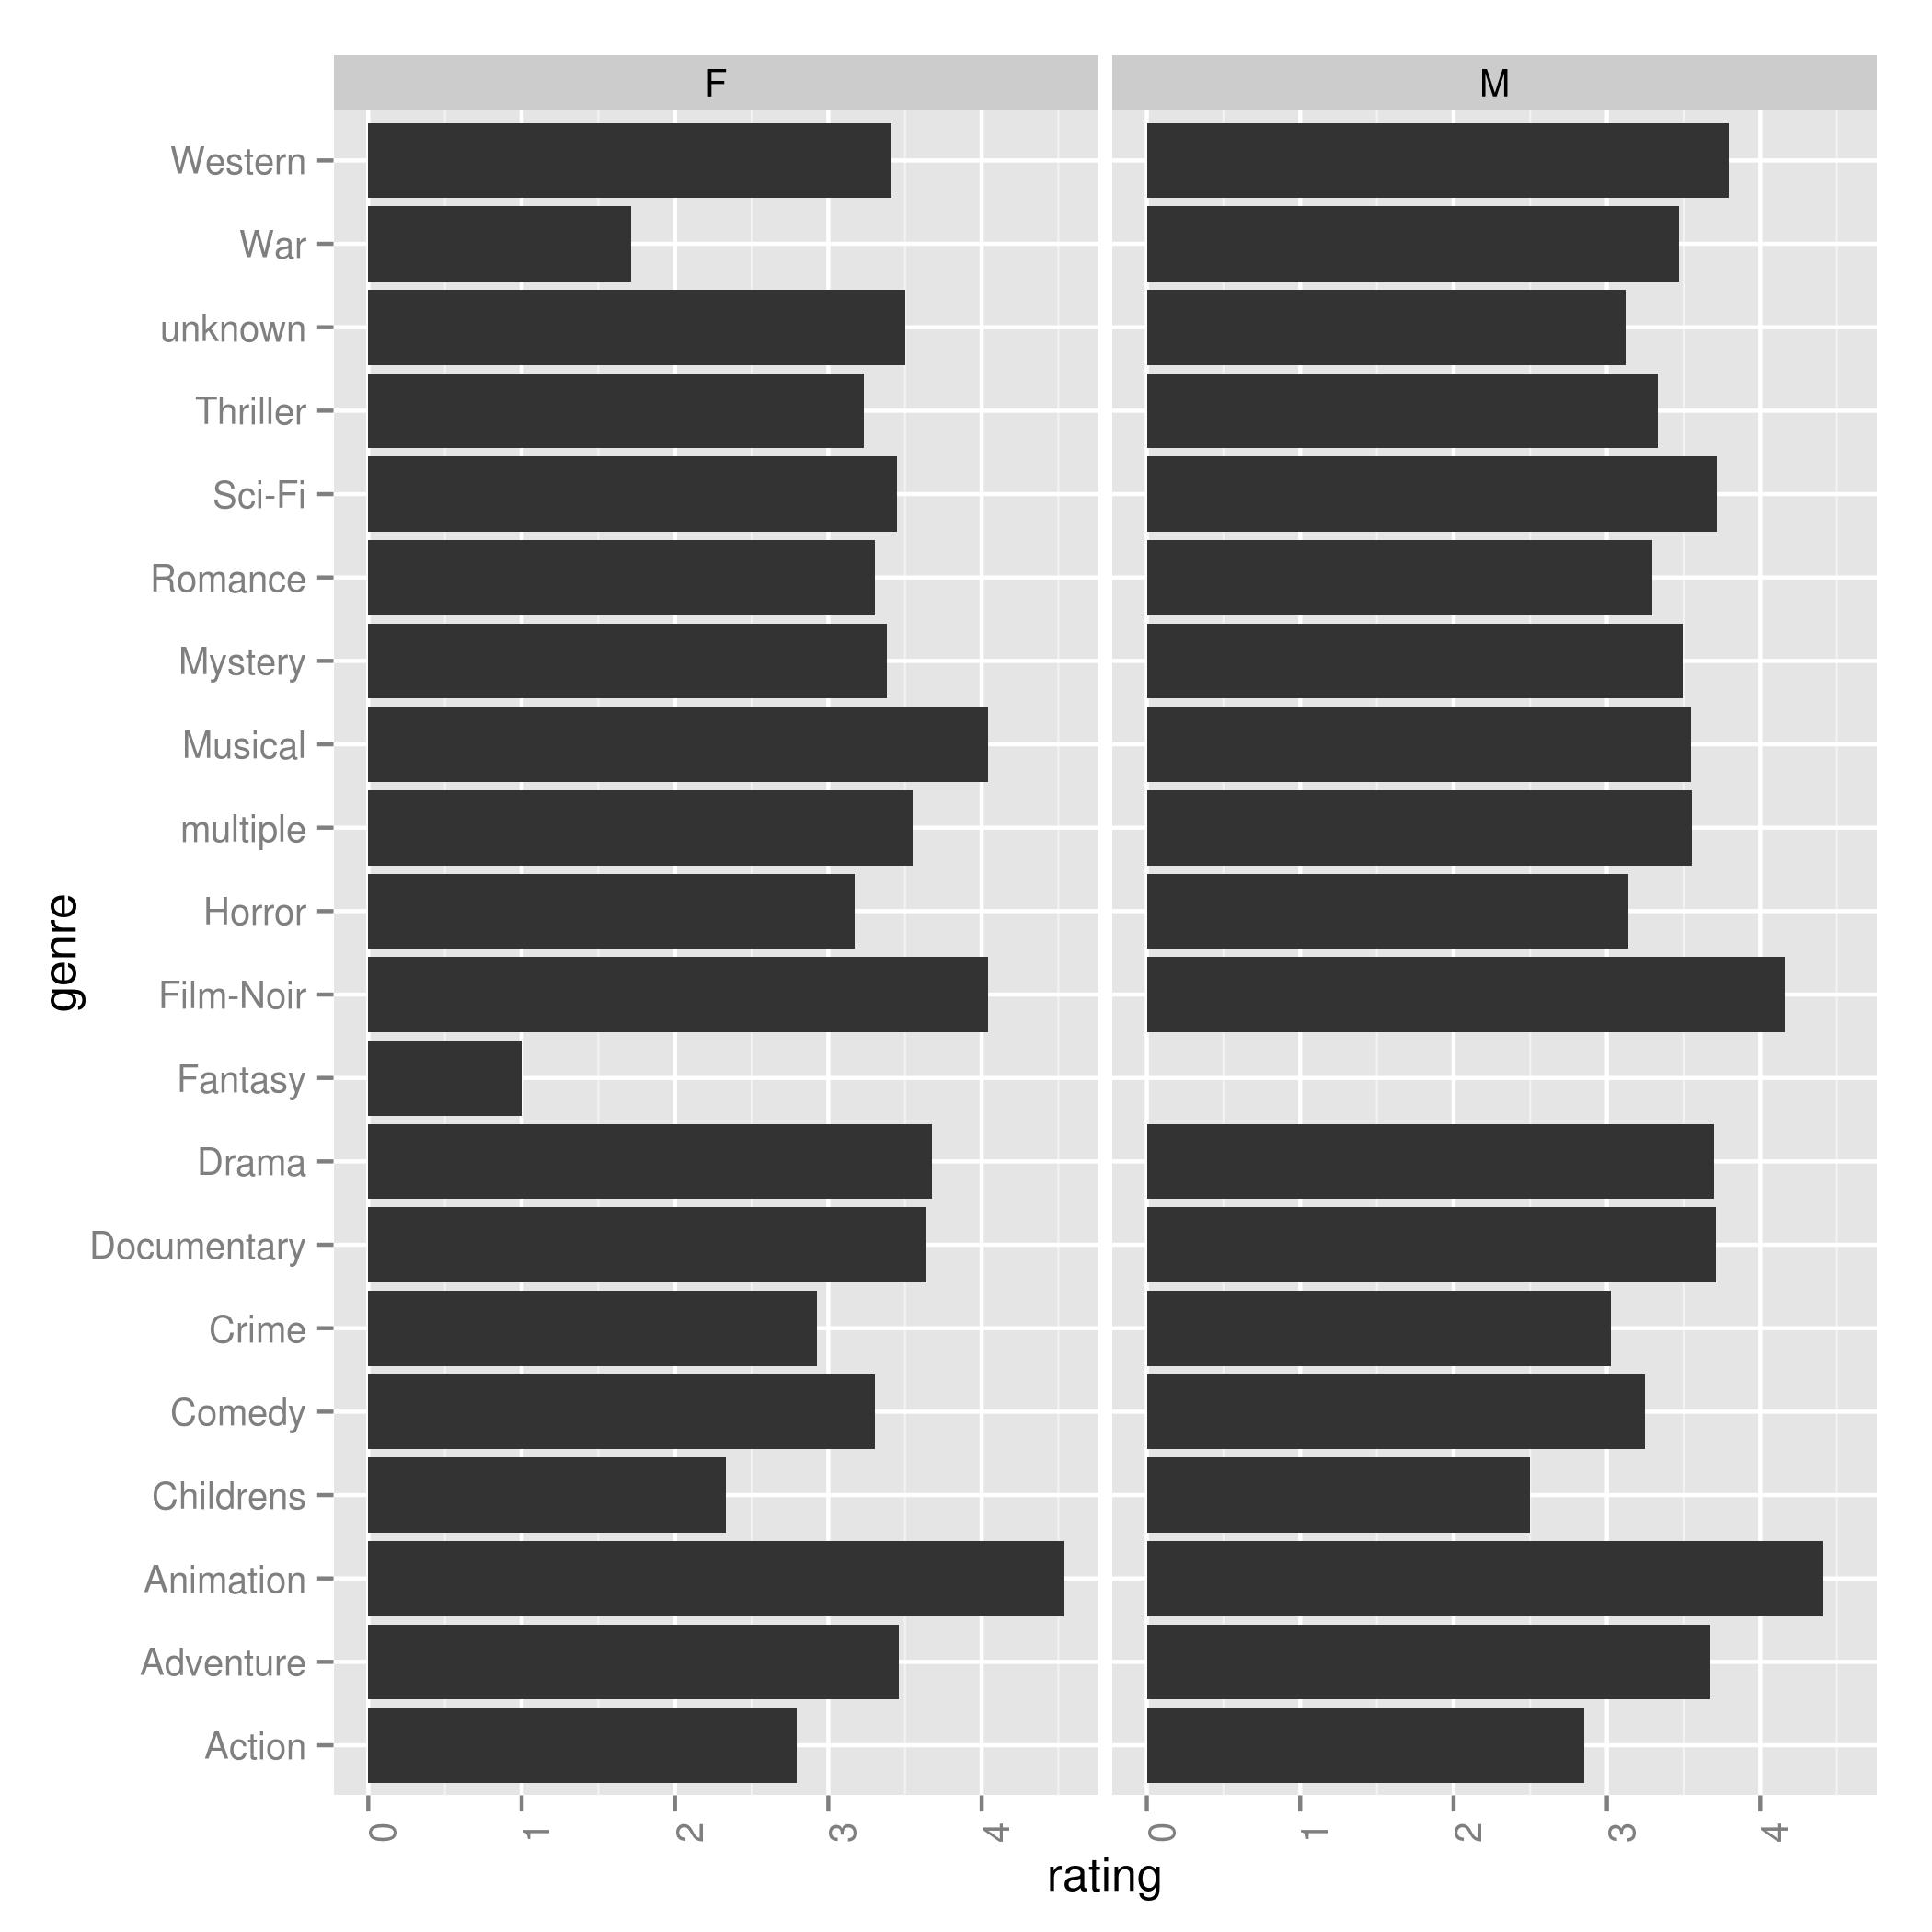 F
M
Western
War
unknown
Thriller
Sci-Fi
Romance
Mystery
Musical
multiple
Horror
Film-Noir
Fantasy
Drama
Documentary
Crime
Comedy
Childrens
Animation
Adventure
Action
genre
0 1 2 3 4 0 1 2 3 4
rating